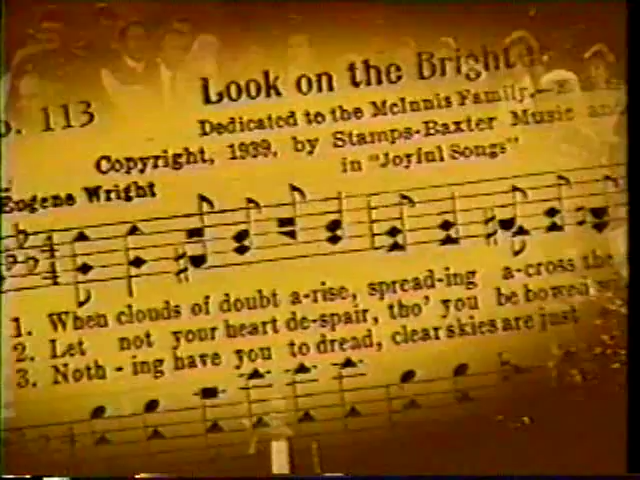 Look on the Bright
o. 113
Dedicated to the McInnis Family.
Copyright, 1939, by Stamps-Baxter Music and
in "Joyful Songs"
Eugene Wright
1. When clouds of doubt a-rise, spread-ing a-cross the
2. Let not your heart de-spair, tho' you be bowed
3. Noth - ing have you to dread, clear skies are just